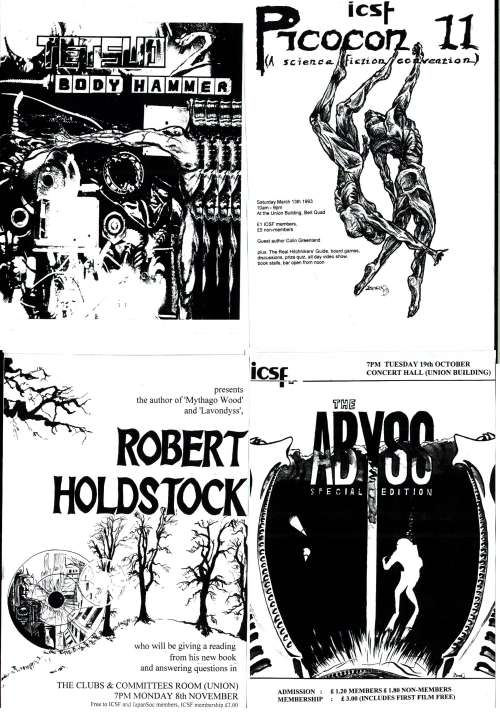 TETSUO 2
BODY HAMMER
icsf
Picocon 11
(A science fiction convention)
Saturday March 13th 1993
10am - 9pm
At the Union Building, Beit Quad
£1 ICSF members,
£5 non-members
Guest author Colin Greenland
plus: The Real Hitchhikers' Guide, board games,
discussions, prize quiz, all day video show,
book stalls, bar open from noon
presents
the author of 'Mythago Wood'
and 'Lavondyss',
ROBERT
HOLDSTOCK
who will be giving a reading
from his new book
and answering questions in
THE CLUBS & COMMITTEES ROOM (UNION)
7PM MONDAY 8th NOVEMBER
Free to ICSF and JapanSoc members, ICSF membership £3.00
icsf
7PM TUESDAY 19th OCTOBER
CONCERT HALL (UNION BUILDING)
THE
ABYSS
SPECIAL EDITION
ADMISSION : £ 1.20 MEMBERS £ 1.80 NON-MEMBERS
MEMBERSHIP : £ 3.00 (INCLUDES FIRST FILM FREE)